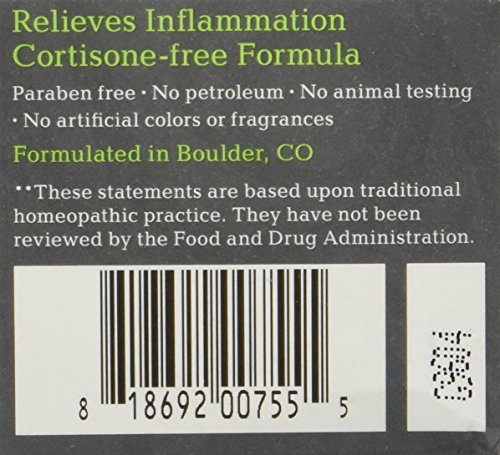 Relieves Inflammation
Cortisone-free Formula
Paraben free · No petroleum · No animal testing
· No artificial colors or fragrances
Formulated in Boulder, CO
**These statements are based upon traditional
homeopathic practice. They have not been
reviewed by the Food and Drug Administration.
8 18692 00755 5